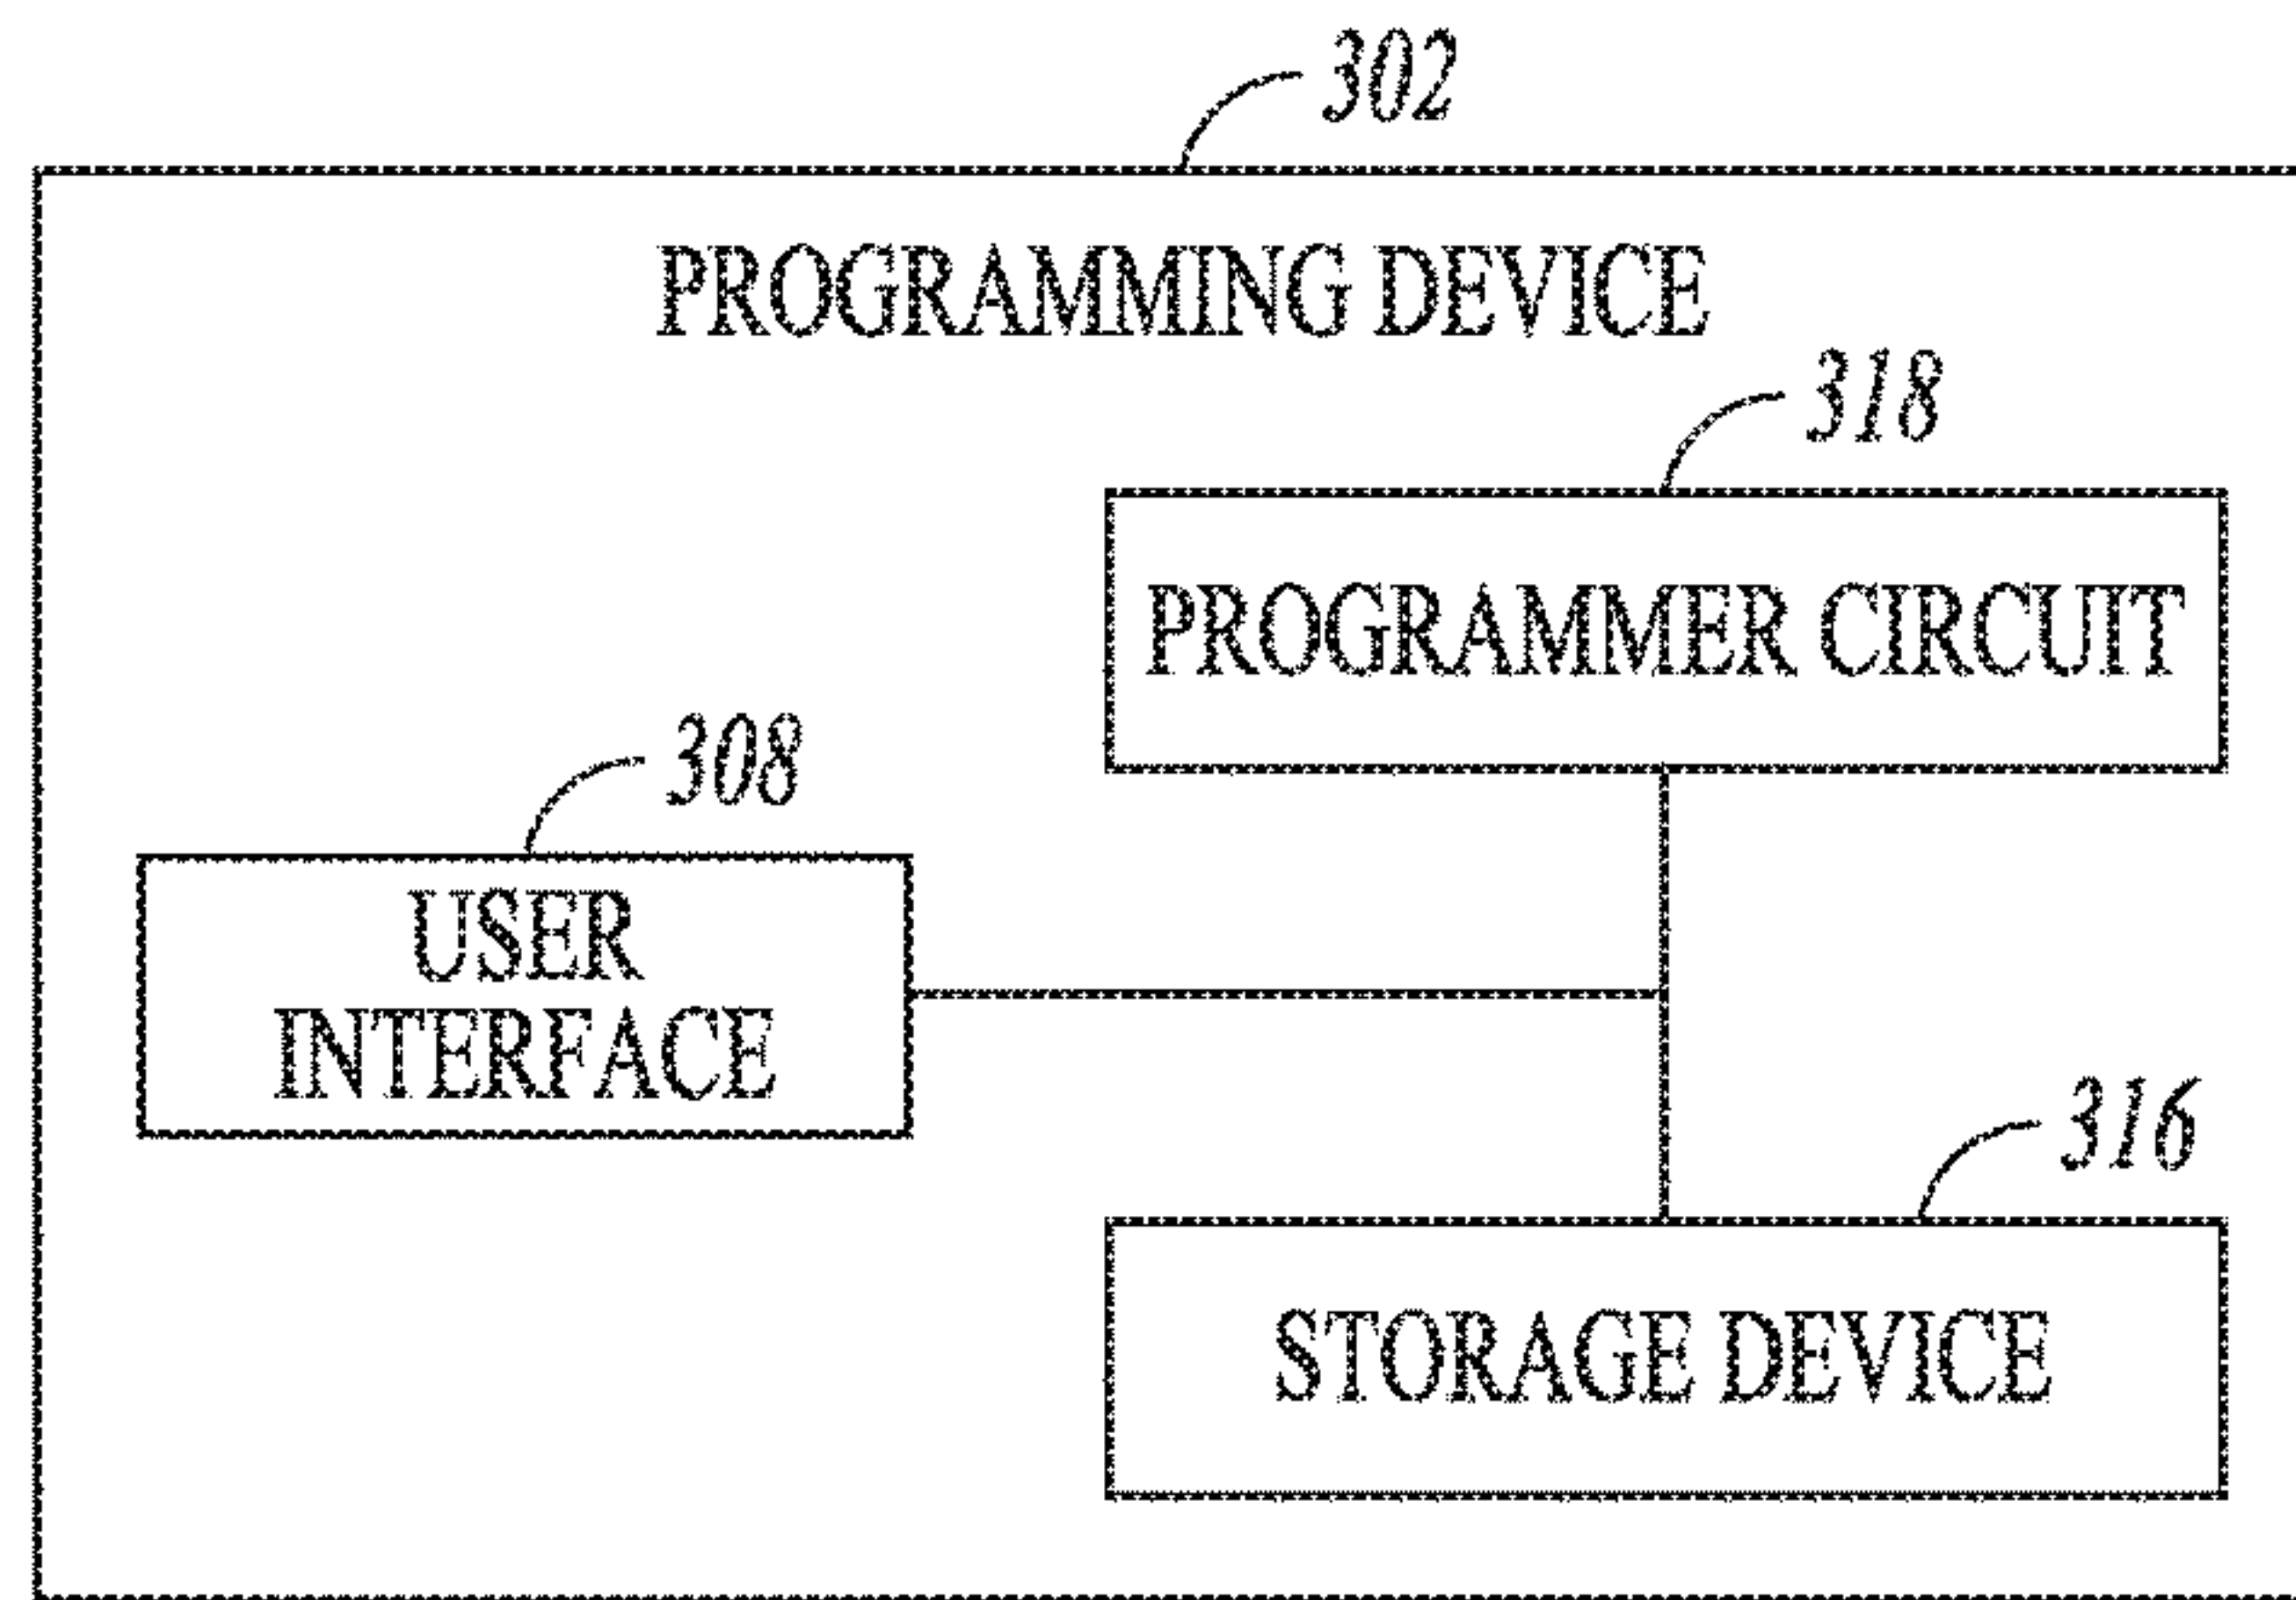 302
PROGRAMMING DEVICE
318
PROGRAMMER CIRCUIT
308
USER
INTERFACE
316
STORAGE DEVICE